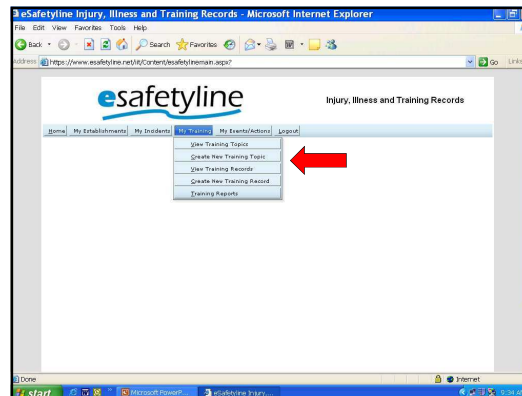 eSafetyline Injury, Illness and Training Records - Microsoft Internet Explorer
File Edit View Favorites Tools Help
Back Search Favorites
Address https://www.esafetyline.net/iit/Content/esafetylinemain.aspx? Go Links
esafetyline Injury, Illness and Training Records
Home My Establishments My Incidents My Training My Events/Actions Logout
View Training Topics
Create New Training Topic
View Training Records
Create New Training Record
Training Reports
Done Internet
start Microsoft PowerP... eSafetyline Injury,... 9:34 AM